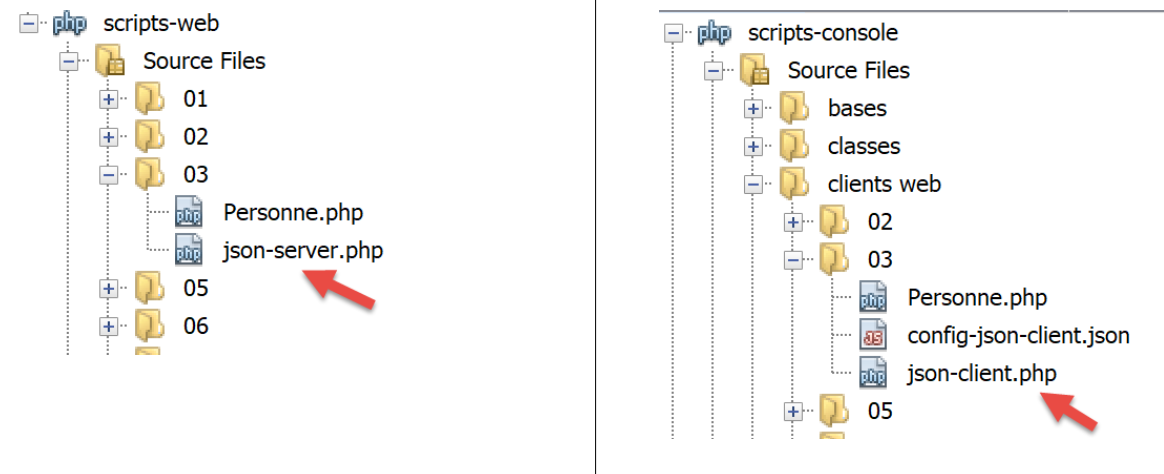 php scripts-web
Source Files
01
02
03
php Personne.php
php json-server.php
05
06
php scripts-console
Source Files
bases
classes
clients web
02
03
php Personne.php
JS config-json-client.json
php json-client.php
05